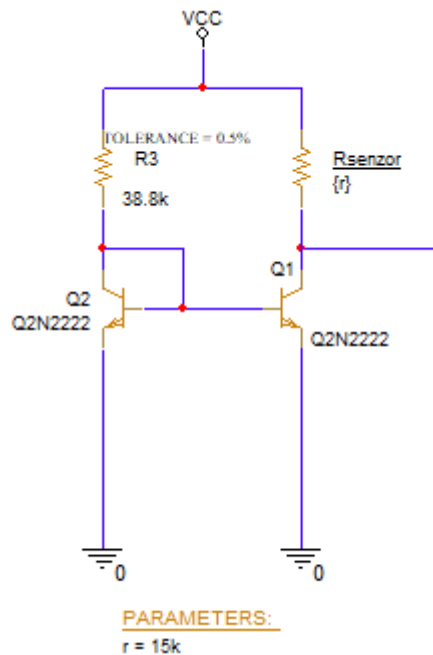 VCC
TOLERANCE = 0.5%
R3
38.8k
Rsenzor
{r}
Q1
Q2
Q2N2222
Q2N2222
0
0
PARAMETERS:
r = 15k